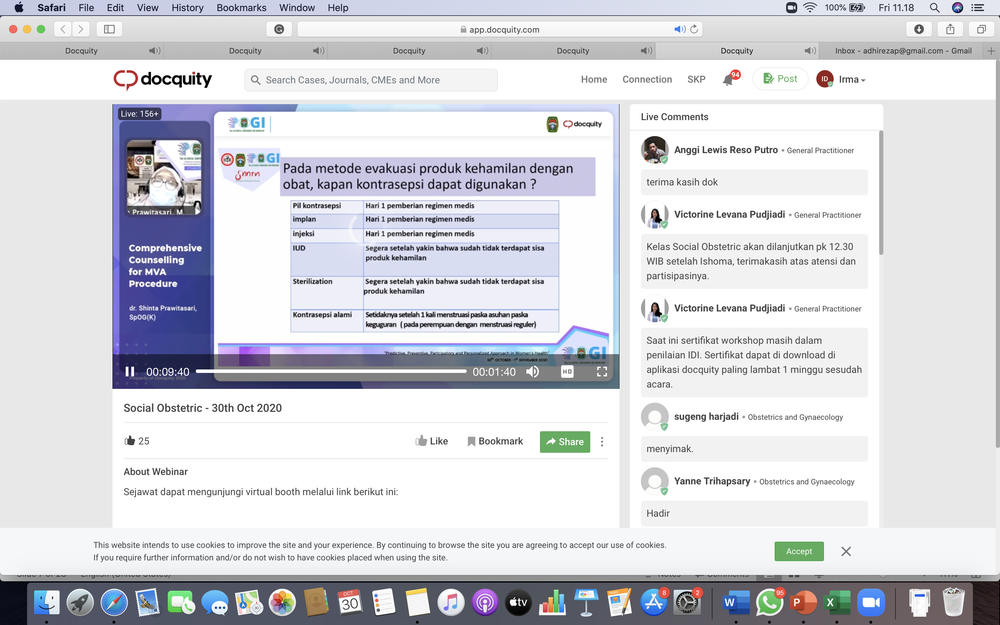 Safari File Edit View History Bookmarks Window Help 100% Fri 11.18
app.docquity.com
Docquity Docquity Docquity Docquity Docquity Inbox - adhirezap@gmail.com - Gmail
docquity Search Cases, Journals, CMEs and More Home Connection SKP 94 Post ID Irma
Live: 156+
POGI
docquity
POGI
Pada metode evakuasi produk kehamilan dengan
obat, kapan kontrasepsi dapat digunakan ?
Prawitasari, M....
Pil kontrasepsi Hari 1 pemberian regimen medis
implan Hari 1 pemberian regimen medis
injeksi Hari 1 pemberian regimen medis
IUD Segera setelah yakin bahwa sudah tidak terdapat sisa
produk kehamilan
Sterilization Segera setelah yakin bahwa sudah tidak terdapat sisa
produk kehamilan
Kontrasepsi alami Setidaknya setelah 1 kali menstruasi paska asuhan paska
keguguran ( pada perempuan dengan menstruasi reguler)
Comprehensive
Counselling
for MVA
Procedure
dr. Shinta Prawitasari,
SpOG(K)
"Predictive, Preventive, Partcipatory and Personalized Approach in Women's Health"
30th OCTOBER - 1st NOVEMBER 2020
POGI
00:09:40 00:01:40 HD
Property of Docquity 2020
Social Obstetric - 30th Oct 2020
25 Like Bookmark Share
About Webinar
Sejawat dapat mengunjungi virtual booth melalui link berikut ini:
Live Comments
Anggi Lewis Reso Putro • General Practitioner
terima kasih dok
Victorine Levana Pudjiadi • General Practitioner
Kelas Social Obstetric akan dilanjutkan pk 12.30
WIB setelah Ishoma, terimakasih atas atensi dan
partisipasinya.
Victorine Levana Pudjiadi • General Practitioner
Saat ini sertifikat workshop masih dalam
penilaian IDI. Sertifikat dapat di download di
aplikasi docquity paling lambat 1 minggu sesudah
acara.
sugeng harjadi • Obstetrics and Gynaecology
menyimak.
Yanne Trihapsary • Obstetrics and Gynaecology
Hadir
This website intends to use cookies to improve the site and your experience. By continuing to browse the site you are agreeing to accept our use of cookies.
If you require further information and/or do not wish to have cookies placed when using the site.
Accept
OCT
30
3D
tv
PAGES
8
2
W
95
P
X